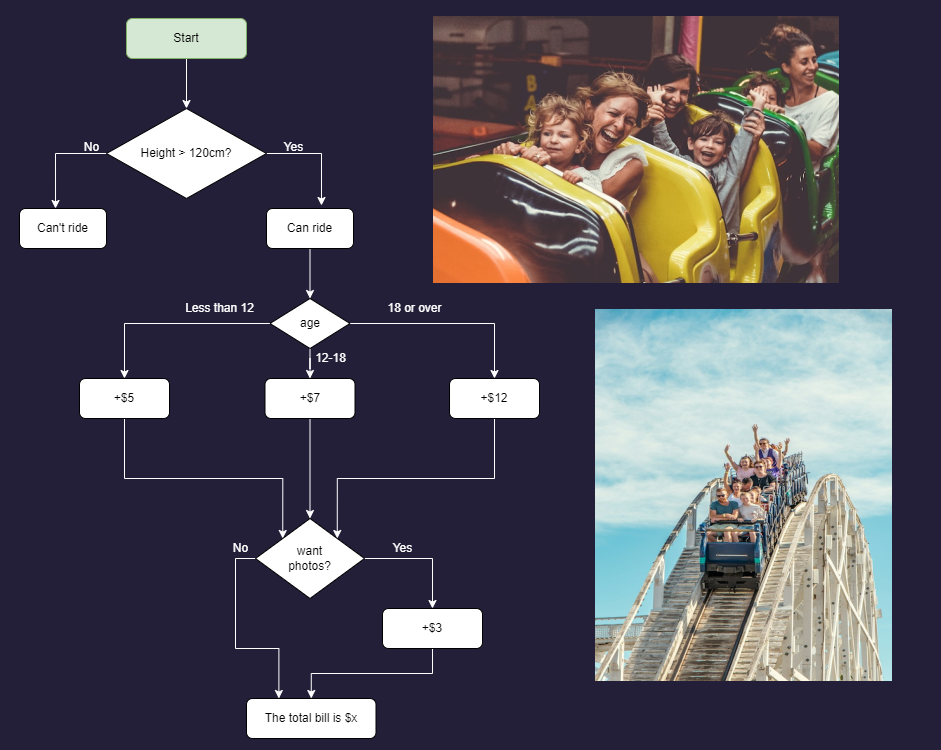 Start
Height > 120cm?
No
Yes
Can't ride
Can ride
Less than 12
age
18 or over
12-18
+$5
+$7
+$12
want
photos?
No
Yes
+$3
The total bill is $x